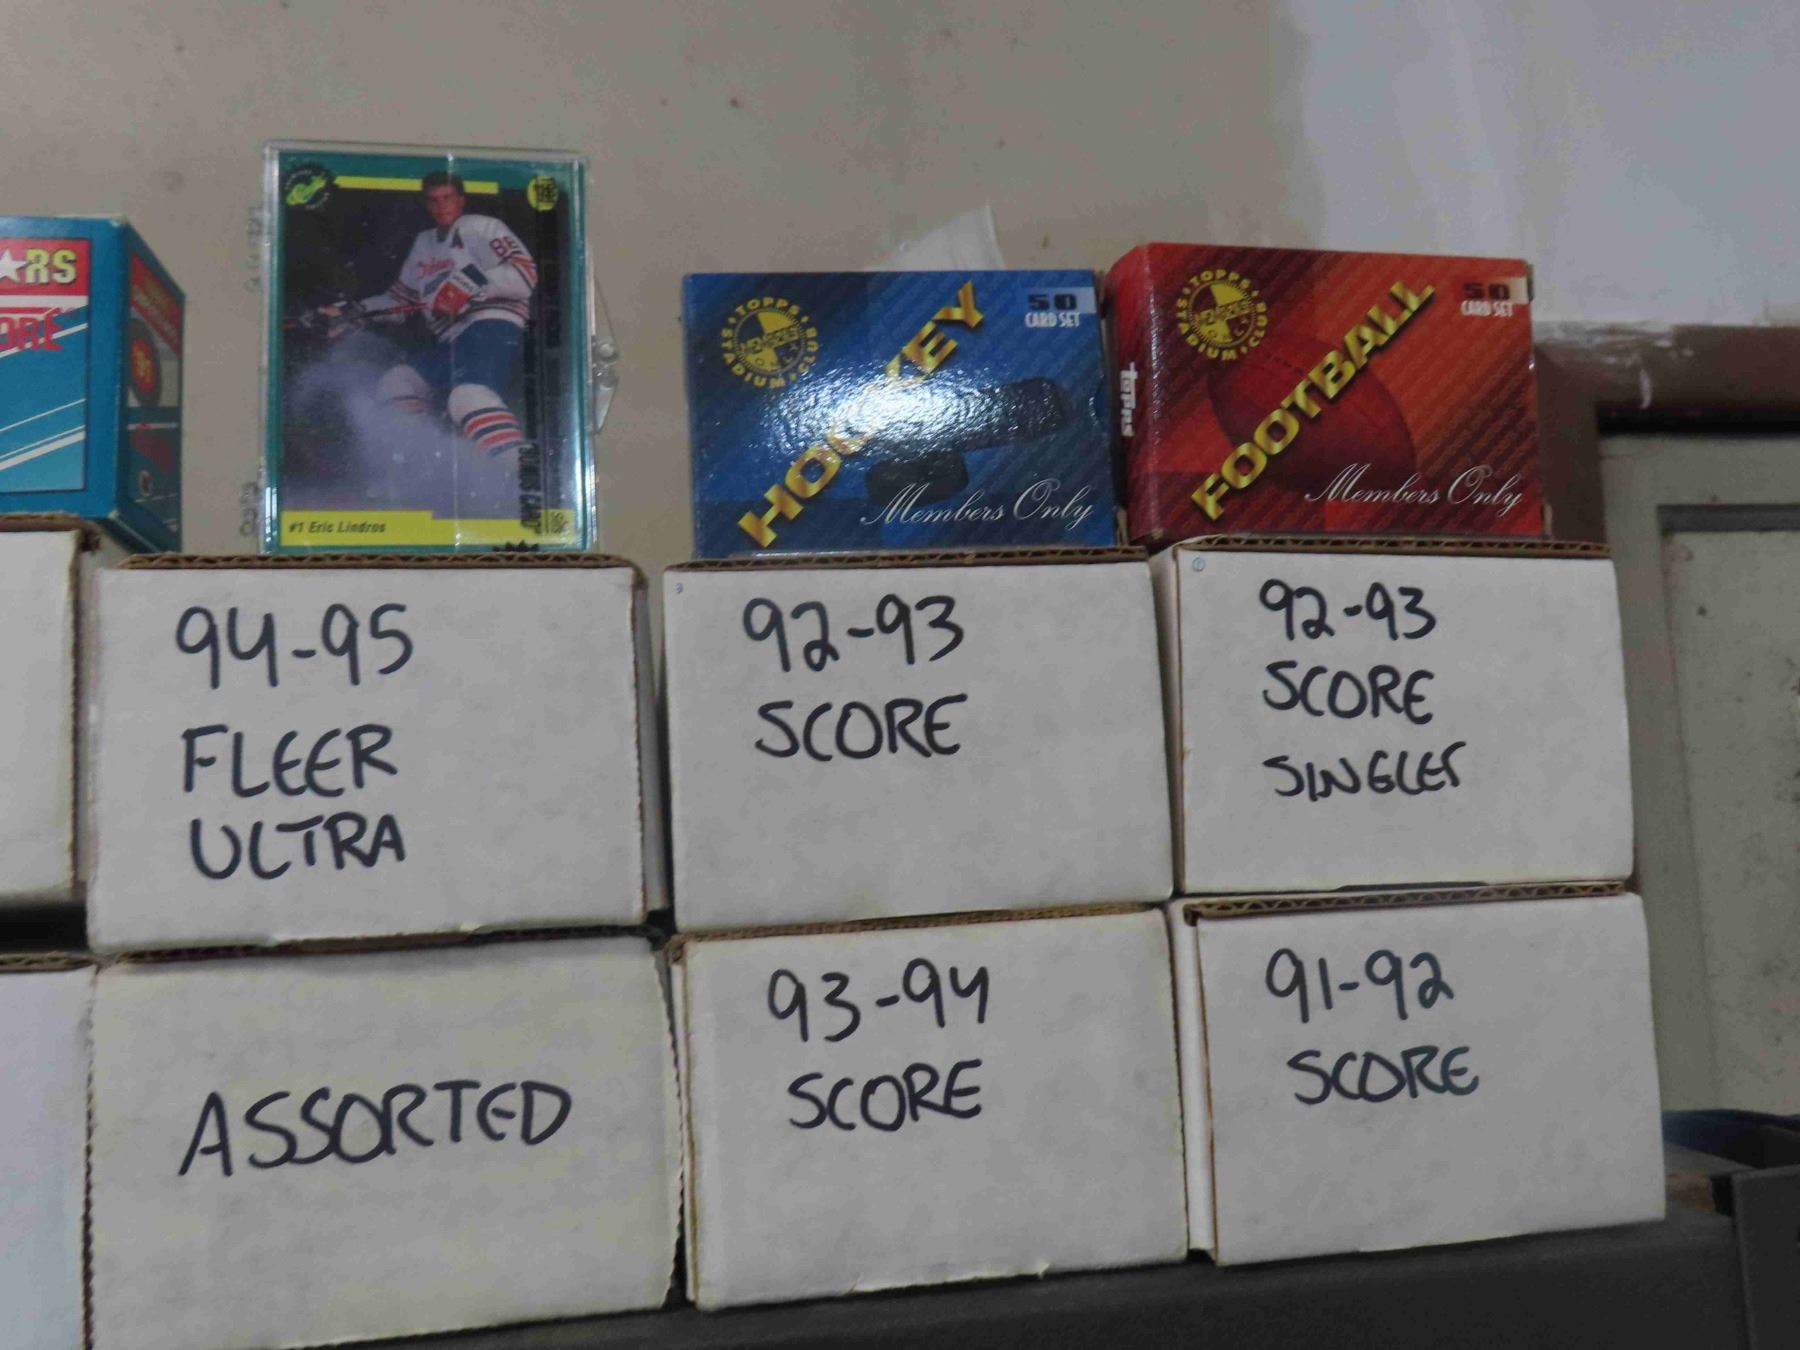 ★RS
ORE
#1 Eric Lindros
88
A
TOPPS STADIUM CLUB
HOCKEY
50
CARD SET
Members Only
TOPPS STADIUM CLUB
Topps
FOOTBALL
50
CARD SET
Members Only
94-95
FLEER
ULTRA
92-93
SCORE
92-93
SCORE
SINGLES
ASSORTED
93-94
SCORE
91-92
SCORE